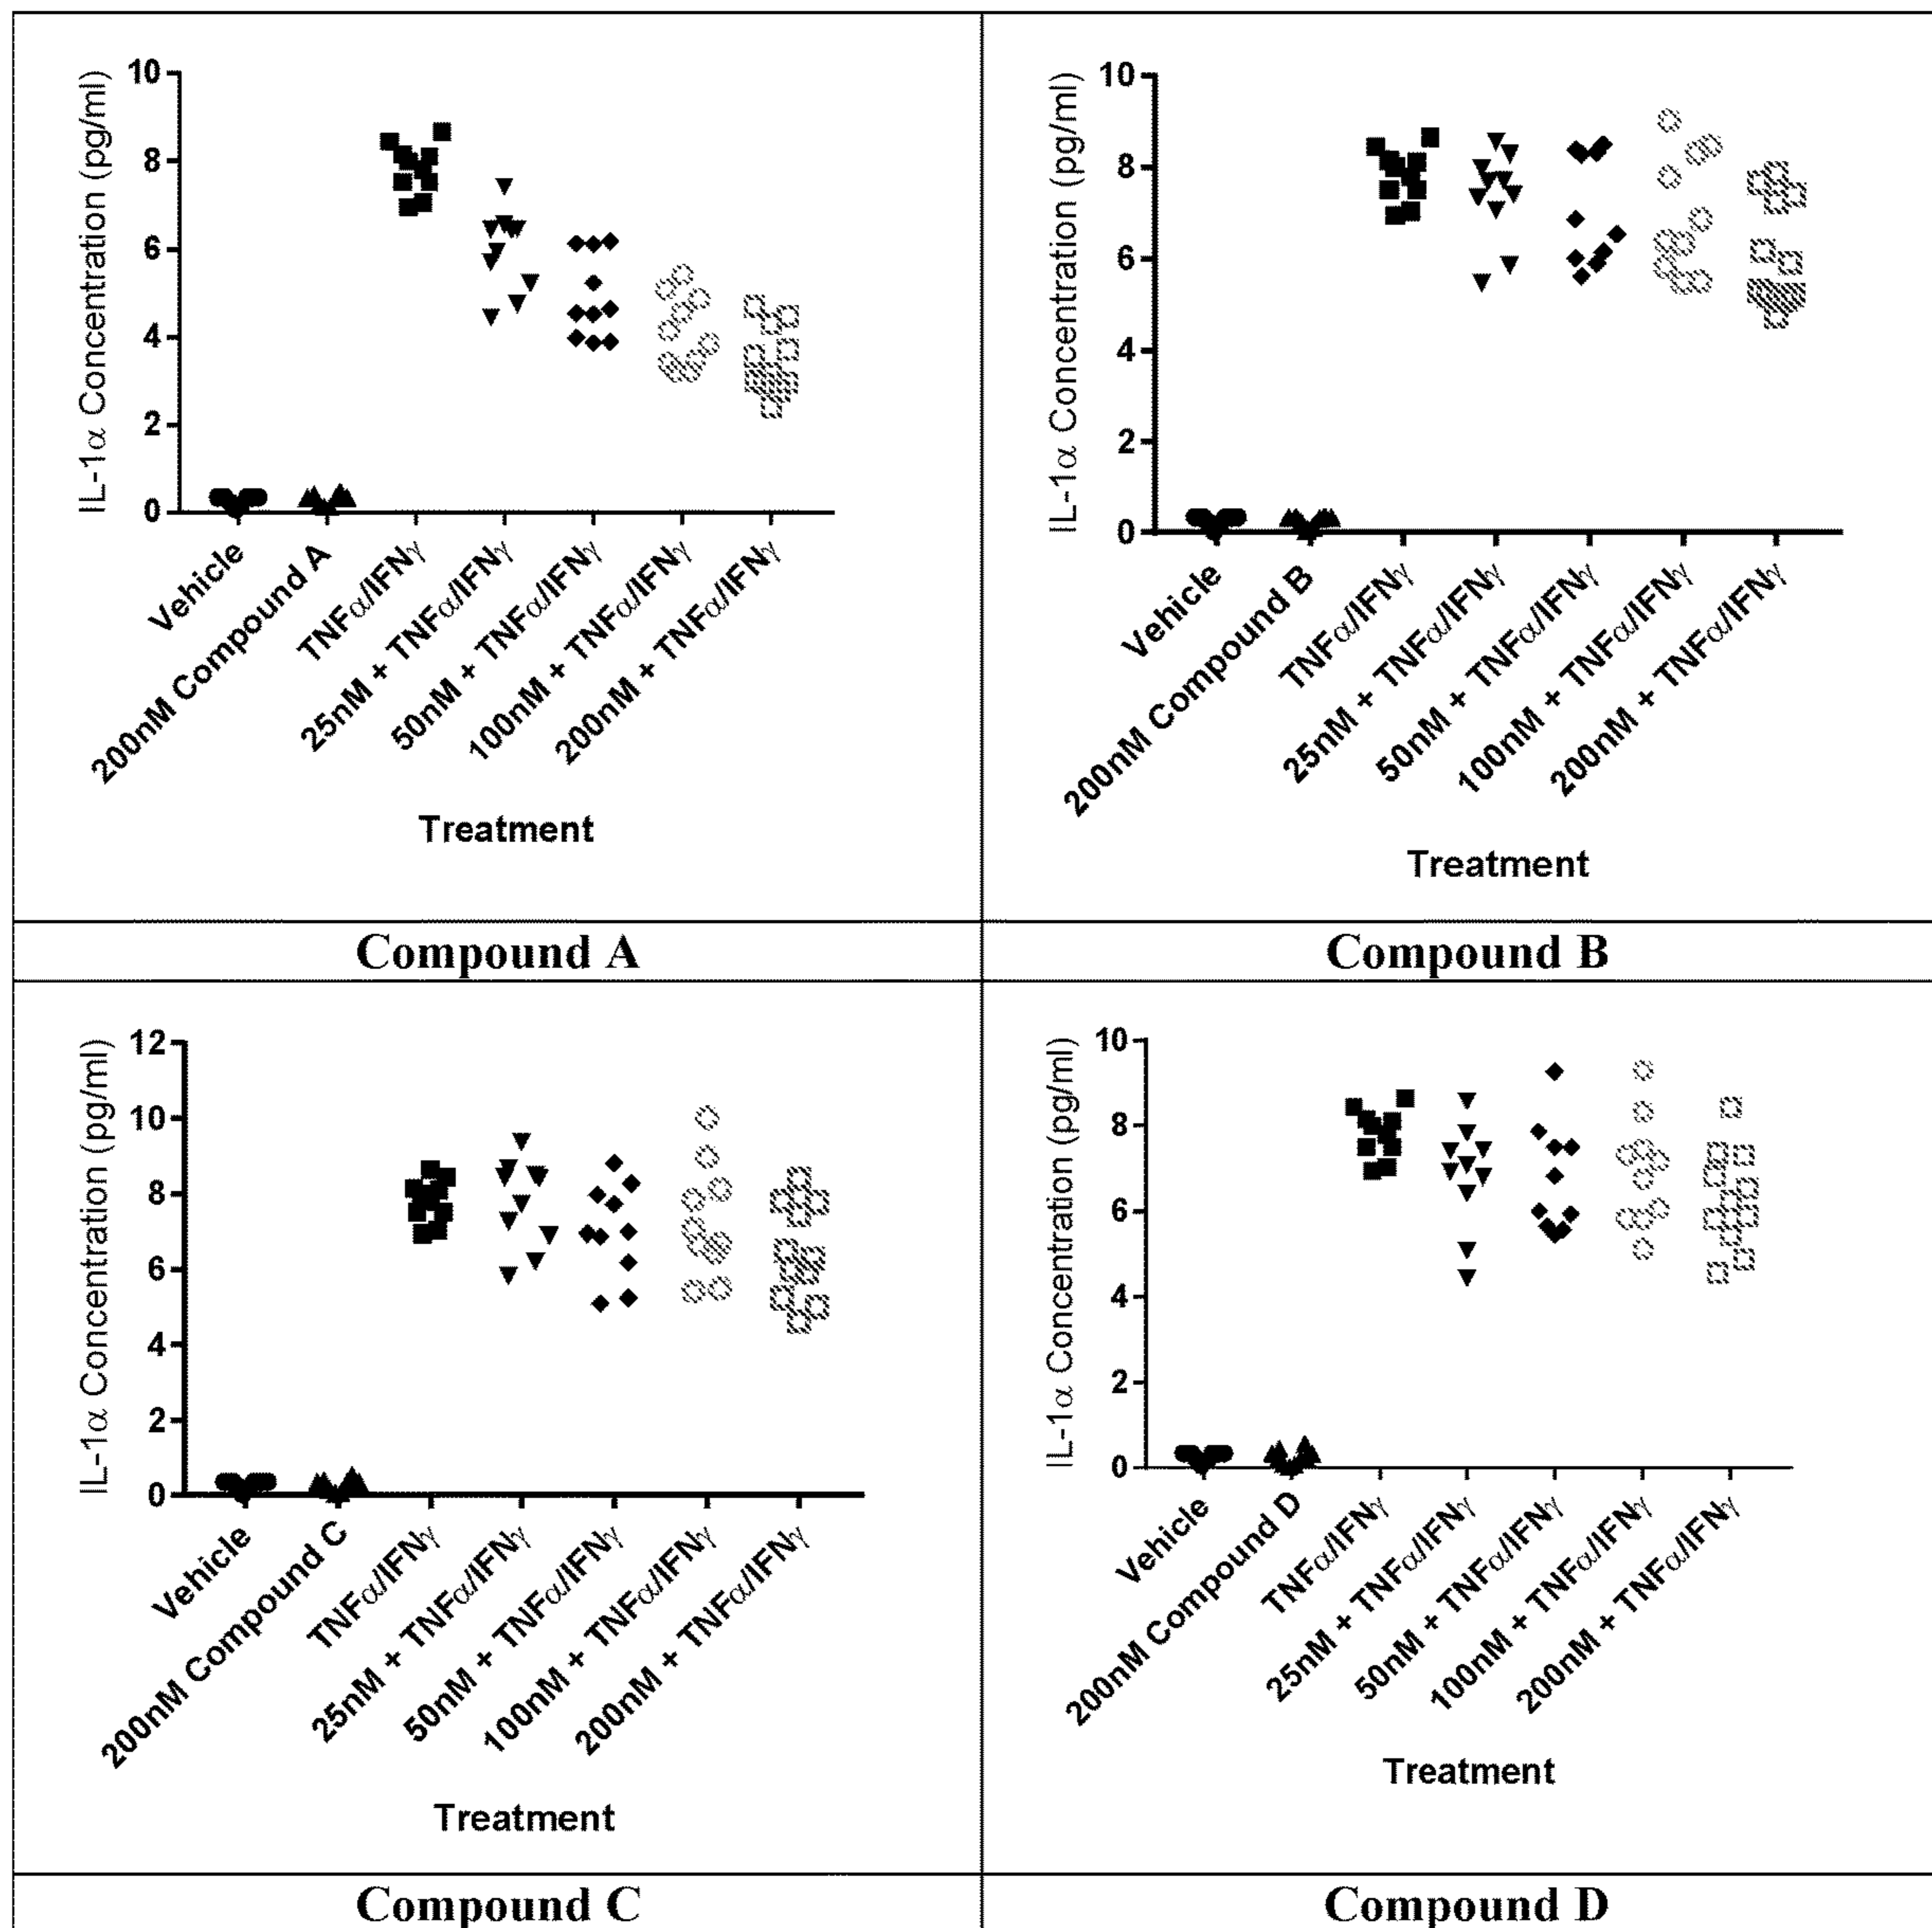 IL-1α Concentration (pg/ml)
10
8
6
4
2
0
Vehicle
200nM Compound A
TNFα/IFNγ
25nM + TNFα/IFNγ
50nM + TNFα/IFNγ
100nM + TNFα/IFNγ
200nM + TNFα/IFNγ
Treatment
Compound A
IL-1α Concentration (pg/ml)
10
8
6
4
2
0
Vehicle
200nM Compound B
TNFα/IFNγ
25nM + TNFα/IFNγ
50nM + TNFα/IFNγ
100nM + TNFα/IFNγ
200nM + TNFα/IFNγ
Treatment
Compound B
IL-1α Concentration (pg/ml)
12
10
8
6
4
2
0
Vehicle
200nM Compound C
TNFα/IFNγ
25nM + TNFα/IFNγ
50nM + TNFα/IFNγ
100nM + TNFα/IFNγ
200nM + TNFα/IFNγ
Treatment
Compound C
IL-1α Concentration (pg/ml)
10
8
6
4
2
0
Vehicle
200nM Compound D
TNFα/IFNγ
25nM + TNFα/IFNγ
50nM + TNFα/IFNγ
100nM + TNFα/IFNγ
200nM + TNFα/IFNγ
Treatment
Compound D